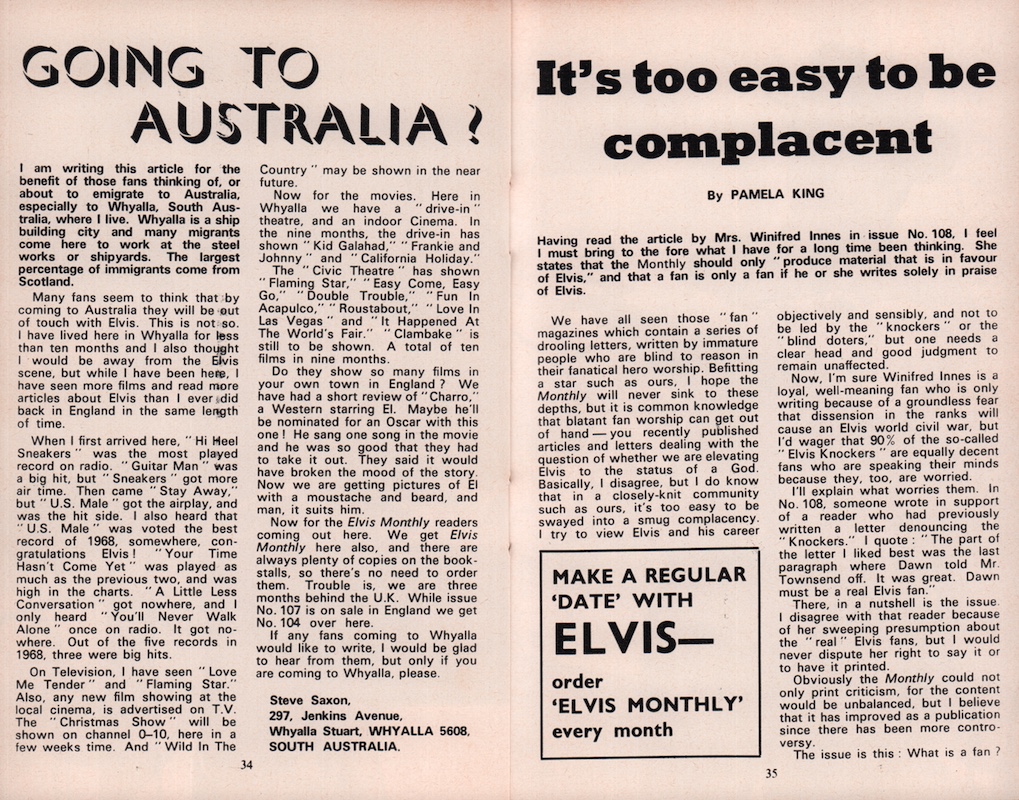 GOING TO
AUSTRALIA ?
I am writing this article for the
benefit of those fans thinking of, or
about to emigrate to Australia,
especially to Whyalla, South Aus-
tralia, where I live. Whyalla is a ship
building city and many migrants
come here to work at the steel
works or shipyards. The largest
percentage of immigrants come from
Scotland.
Many fans seem to think that by
coming to Australia they will be out
of touch with Elvis. This is not so.
I have lived here in Whyalla for less
than ten months and I also thought
I would be away from the Elvis
scene, but while I have been here, I
have seen more films and read more
articles about Elvis than I ever did
back in England in the same length
of time.
When I first arrived here, " Hi Heel
Sneakers " was the most played
record on radio. " Guitar Man " was
a big hit, but " Sneakers " got more
air time. Then came " Stay Away,"
but " U.S. Male " got the airplay, and
was the hit side. I also heard that
" U.S. Male " was voted the best
record of 1968, somewhere, con-
gratulations Elvis! " Your Time
Hasn't Come Yet " was played as
much as the previous two, and was
high in the charts. " A Little Less
Conversation " got nowhere, and I
only heard " You'll Never Walk
Alone " once on radio. It got no-
where. Out of the five records in
1968, three were big hits.
On Television, I have seen " Love
Me Tender " and " Flaming Star."
Also, any new film showing at the
local cinema, is advertised on T.V.
The " Christmas Show " will be
shown on channel 0-10, here in a
few weeks time. And " Wild In The
Country " may be shown in the near
future.
Now for the movies. Here in
Whyalla we have a " drive-in "
theatre, and an indoor Cinema. In
the nine months, the drive-in has
shown " Kid Galahad," " Frankie and
Johnny " and " California Holiday."
The " Civic Theatre " has shown
" Flaming Star," " Easy Come, Easy
Go," " Double Trouble," " Fun In
Acapulco," " Roustabout," " Love In
Las Vegas " and " It Happened At
The World's Fair." " Clambake " is
still to be shown. A total of ten
films in nine months.
Do they show so many films in
your own town in England ? We
have had a short review of " Charro,"
a Western starring El. Maybe he'll
be nominated for an Oscar with this
one ! He sang one song in the movie
and he was so good that they had
to take it out. They said it would
have broken the mood of the story.
Now we are getting pictures of El
with a moustache and beard, and
man, it suits him.
Now for the Elvis Monthly readers
coming out here. We get Elvis
Monthly here also, and there are
always plenty of copies on the book-
stalls, so there's no need to order
them. Trouble is, we are three
months behind the U.K. While issue
No. 107 is on sale in England we get
No. 104 over here.
If any fans coming to Whyalla
would like to write, I would be glad
to hear from them, but only if you
are coming to Whyalla, please.
Steve Saxon,
297, Jenkins Avenue,
Whyalla Stuart, WHYALLA 5608,
SOUTH AUSTRALIA.
34
It's too easy to be
complacent
By PAMELA KING
Having read the article by Mrs. Winifred Innes in issue No. 108, I feel
I must bring to the fore what I have for a long time been thinking. She
states that the Monthly should only " produce material that is in favour
of Elvis," and that a fan is only a fan if he or she writes solely in praise
of Elvis.
We have all seen those " fan "
magazines which contain a series of
drooling letters, written by immature
people who are blind to reason in
their fanatical hero worship. Befitting
a star such as ours, I hope the
Monthly will never sink to these
depths, but it is common knowledge
that blatant fan worship can get out
of hand — you recently published
articles and letters dealing with the
question of whether we are elevating
Elvis to the status of a God.
Basically, I disagree, but I do know
that in a closely-knit community
such as ours, it's too easy to be
swayed into a smug complacency.
I try to view Elvis and his career
MAKE A REGULAR
'DATE' WITH
ELVIS—
order
'ELVIS MONTHLY'
every month
objectively and sensibly, and not to
be led by the " knockers " or the
" blind doters," but one needs a
clear head and good judgment to
remain unaffected.
Now, I'm sure Winifred Innes is a
loyal, well-meaning fan who is only
writing because of a groundless fear
that dissension in the ranks will
cause an Elvis world civil war, but
I'd wager that 90% of the so-called
" Elvis Knockers " are equally decent
fans who are speaking their minds
because they, too, are worried.
I'll explain what worries them. In
No. 108, someone wrote in support
of a reader who had previously
written a letter denouncing the
" Knockers." I quote : " The part of
the letter I liked best was the last
paragraph where Dawn told Mr.
Townsend off. It was great. Dawn
must be a real Elvis fan."
There, in a nutshell is the issue.
I disagree with that reader because
of her sweeping presumption about
the " real " Elvis fans, but I would
never dispute her right to say it or
to have it printed.
Obviously the Monthly could not
only print criticism, for the content
would be unbalanced, but I believe
that it has improved as a publication
since there has been more contro-
versy.
The issue is this : What is a fan ?
35